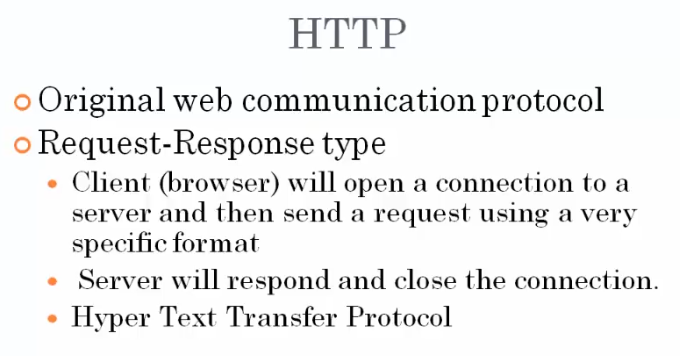 HTTP
Original web communication protocol
Request-Response type
Client (browser) will open a connection to a
server and then send a request using a very
specific format
Server will respond and close the connection.
Hyper Text Transfer Protocol